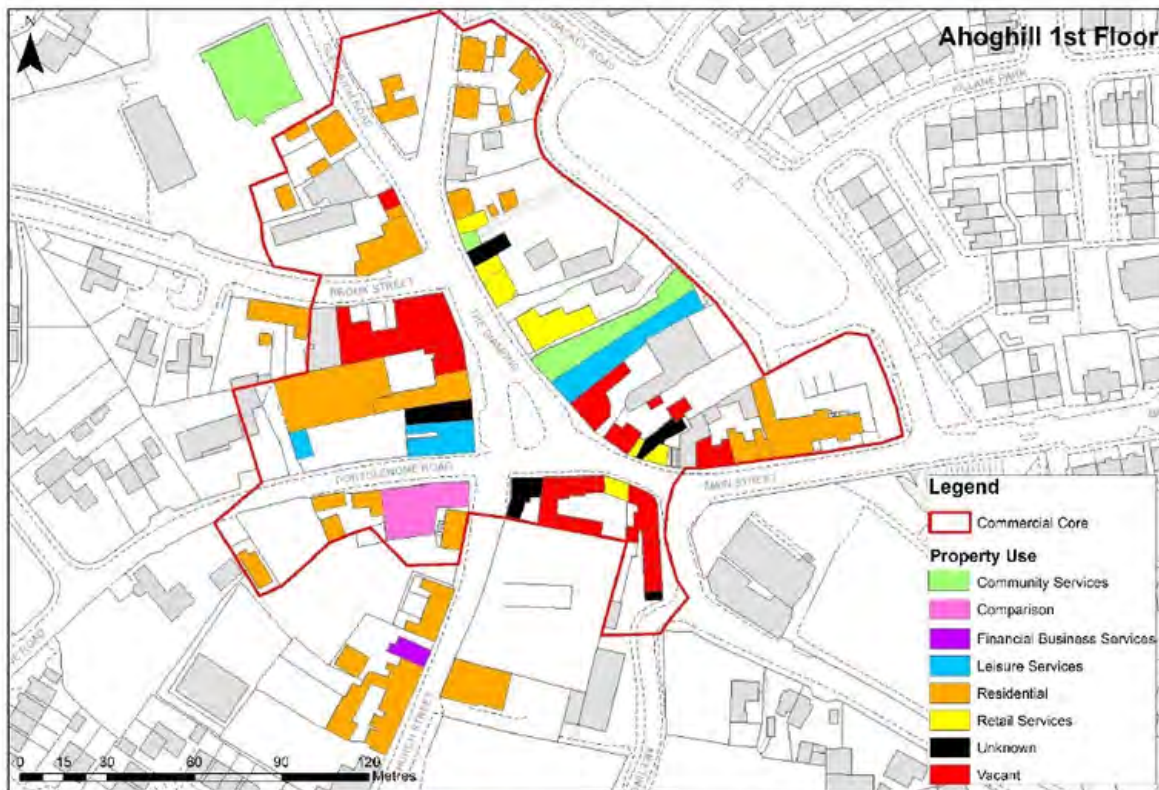 N
Ahoghill 1st Floor
KILLANE PARK
BROOK STREET
THE DIAMOND
PORTGLENONE ROAD
MAIN STREET
CHURCH STREET
Legend
Commercial Core
Property Use
Community Services
Comparison
Financial Business Services
Leisure Services
Residential
Retail Services
Unknown
Vacant
0 15 30 60 90 120
Metres